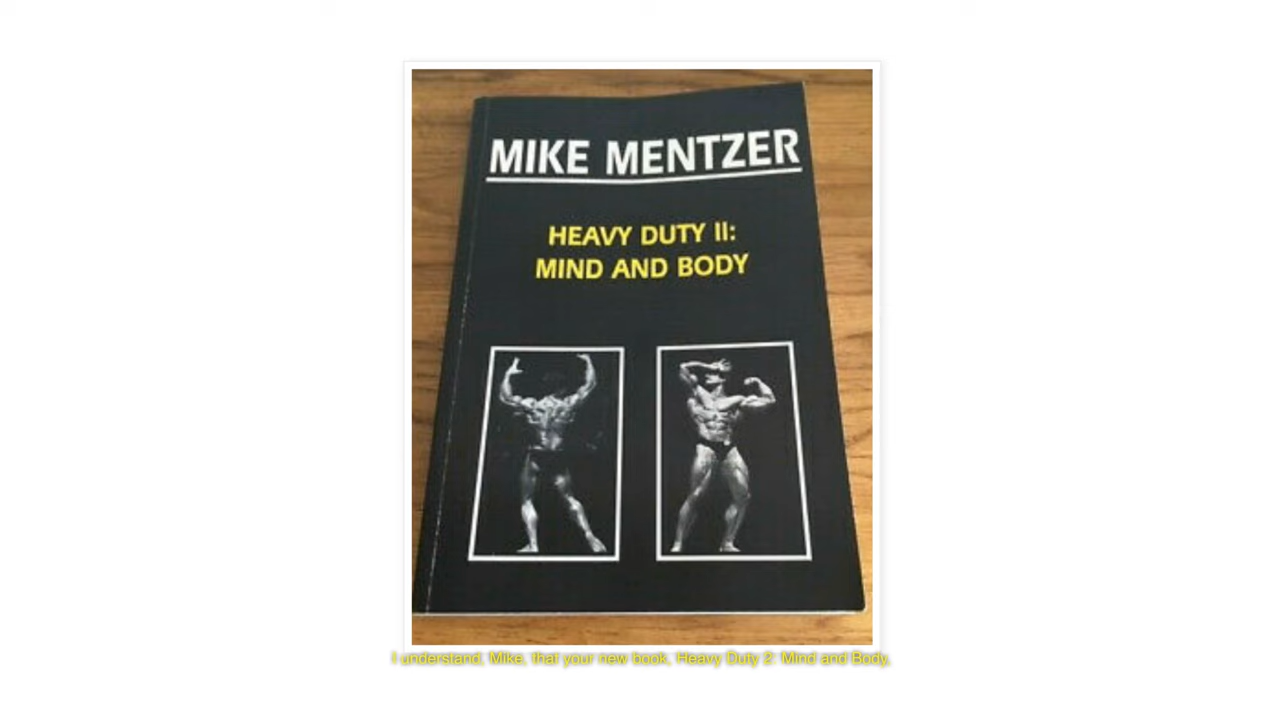 MIKE MENTZER
HEAVY DUTY II:
MIND AND BODY
I understand, Mike, that your new book, Heavy Duty 2: Mind and Body,